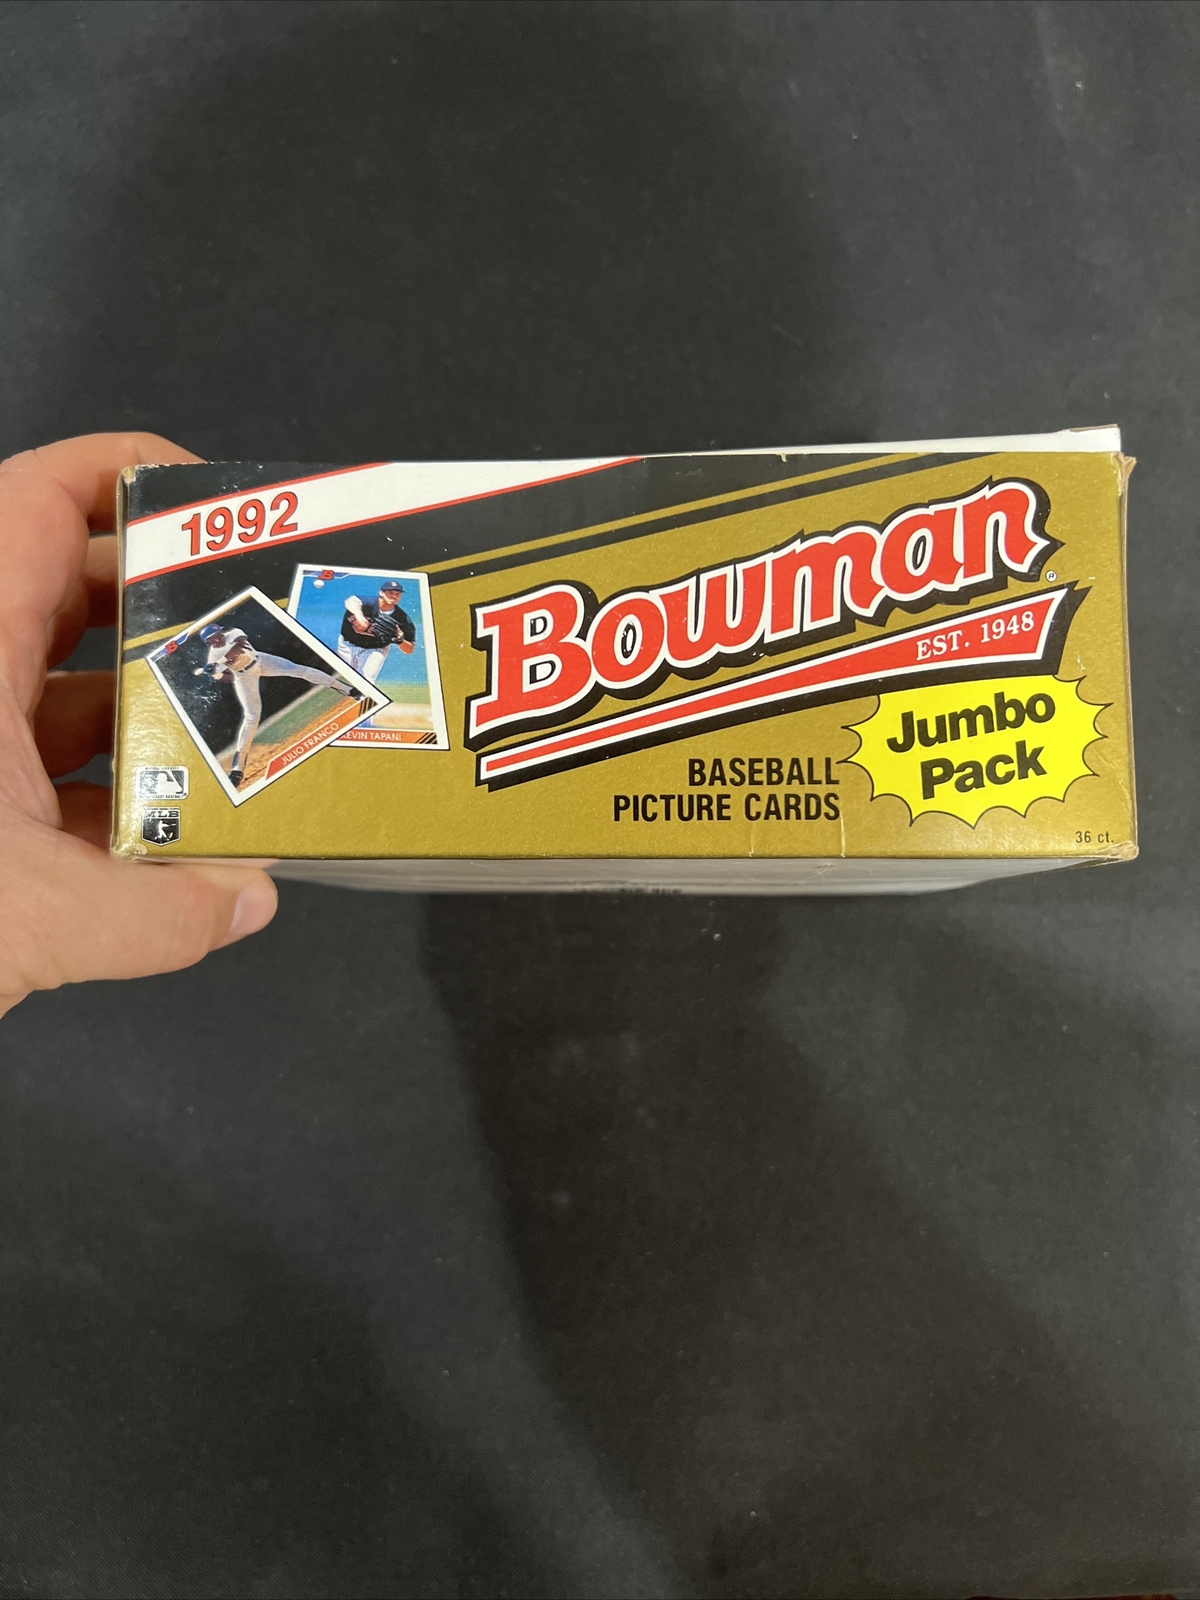 1992
Bowman®
EST. 1948
JULIO FRANCO
KEVIN TAPANI
Jumbo
Pack
BASEBALL
PICTURE CARDS
MLB
36 ct.